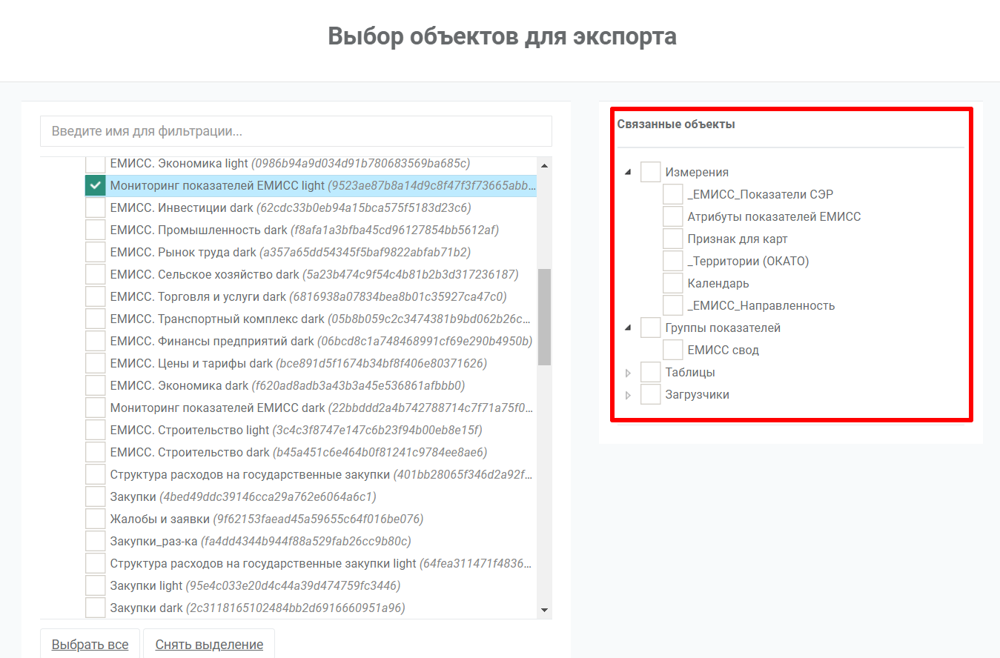 Выбор объектов для экспорта
Введите имя для фильтрации...
ЕМИСС. Экономика light (0986b94a9d034d91b780683569ba685c)
Мониторинг показателей ЕМИСС light (9523ae87b8a14d9c8f47f3f73665abb...
ЕМИСС. Инвестиции dark (62cdc33b0eb94a15bca575f5183d23c6)
ЕМИСС. Промышленность dark (f8afa1a3bfba45cd96127854bb5612af)
ЕМИСС. Рынок труда dark (a357a65dd54345f5baf9822abfab71b2)
ЕМИСС. Сельское хозяйство dark (5a23b474c9f54c4b81b2b3d317236187)
ЕМИСС. Торговля и услуги dark (6816938a07834bea8b01c35927ca47c0)
ЕМИСС. Транспортный комплекс dark (05b8b059c2c3474381b9bd062b26c...
ЕМИСС. Финансы предприятий dark (06bcd8c1a748468991cf69e290b4950b)
ЕМИСС. Цены и тарифы dark (bce891d5f1674b34bf8f406e80371626)
ЕМИСС. Экономика dark (f620ad8adb3a43b3a45e536861afbbb0)
Мониторинг показателей ЕМИСС dark (22bbddd2a4b742788714c7f71a75f0...
ЕМИСС. Строительство light (3c4c3f8747e147c6b23f94b00eb8e15f)
ЕМИСС. Строительство dark (b45a451c6e464b0f81241c9784ee8ae6)
Структура расходов на государственные закупки (401bb28065f346d2a92f...
Закупки (4bed49ddc39146cca29a762e6064a6c1)
Жалобы и заявки (9f62153faead45a59655c64f016be076)
Закупки_раз-ка (fa4dd4344b944f88a529fab26cc9b80c)
Структура расходов на государственные закупки light (64fea311471f4836...
Закупки light (95e4c033e20d4c44a39d474759fc3446)
Закупки dark (2c3118165102484bb2d6916660951a96)
Выбрать все
Снять выделение
Связанные объекты
Измерения
_ЕМИСС_Показатели СЭР
Атрибуты показателей ЕМИСС
Признак для карт
_Территории (ОКАТО)
Календарь
_ЕМИСС_Направленность
Группы показателей
ЕМИСС свод
Таблицы
Загрузчики